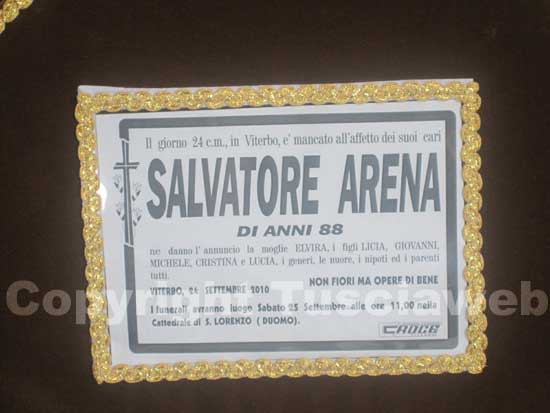 Il giorno 24 c.m., in Viterbo, e' mancato all'affetto dei suoi cari
SALVATORE ARENA
DI ANNI 88
ne danno l'annuncio la moglie ELVIRA, i figli LICIA, GIOVANNI,
MICHELE, CRISTINA e LUCIA, i generi, le nuore, i nipoti ed i parenti
tutti.
NON FIORI MA OPERE DI BENE
VITERBO, 24 SETTEMBRE 2010
I funerali avranno luogo Sabato 25 Settembre alle ore 11,00 nella
Cattedrale di S. LORENZO ( DUOMO).
CROCE
Copyright Tusciaweb